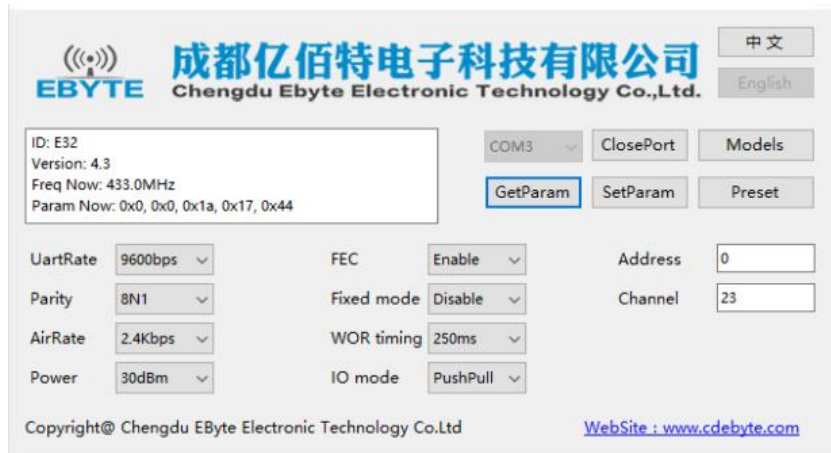 EBYTE
成都亿佰特电子科技有限公司
Chengdu Ebyte Electronic Technology Co.,Ltd.
中文
English
ID: E32
Version: 4.3
Freq Now: 433.0MHz
Param Now: 0x0, 0x0, 0x1a, 0x17, 0x44
COM3 ClosePort Models
GetParam SetParam Preset
UartRate 9600bps FEC Enable Address 0
Parity 8N1 Fixed mode Disable Channel 23
AirRate 2.4Kbps WOR timing 250ms
Power 30dBm IO mode PushPull
Copyright@ Chengdu EByte Electronic Technology Co.Ltd WebSite : www.cdebyte.com